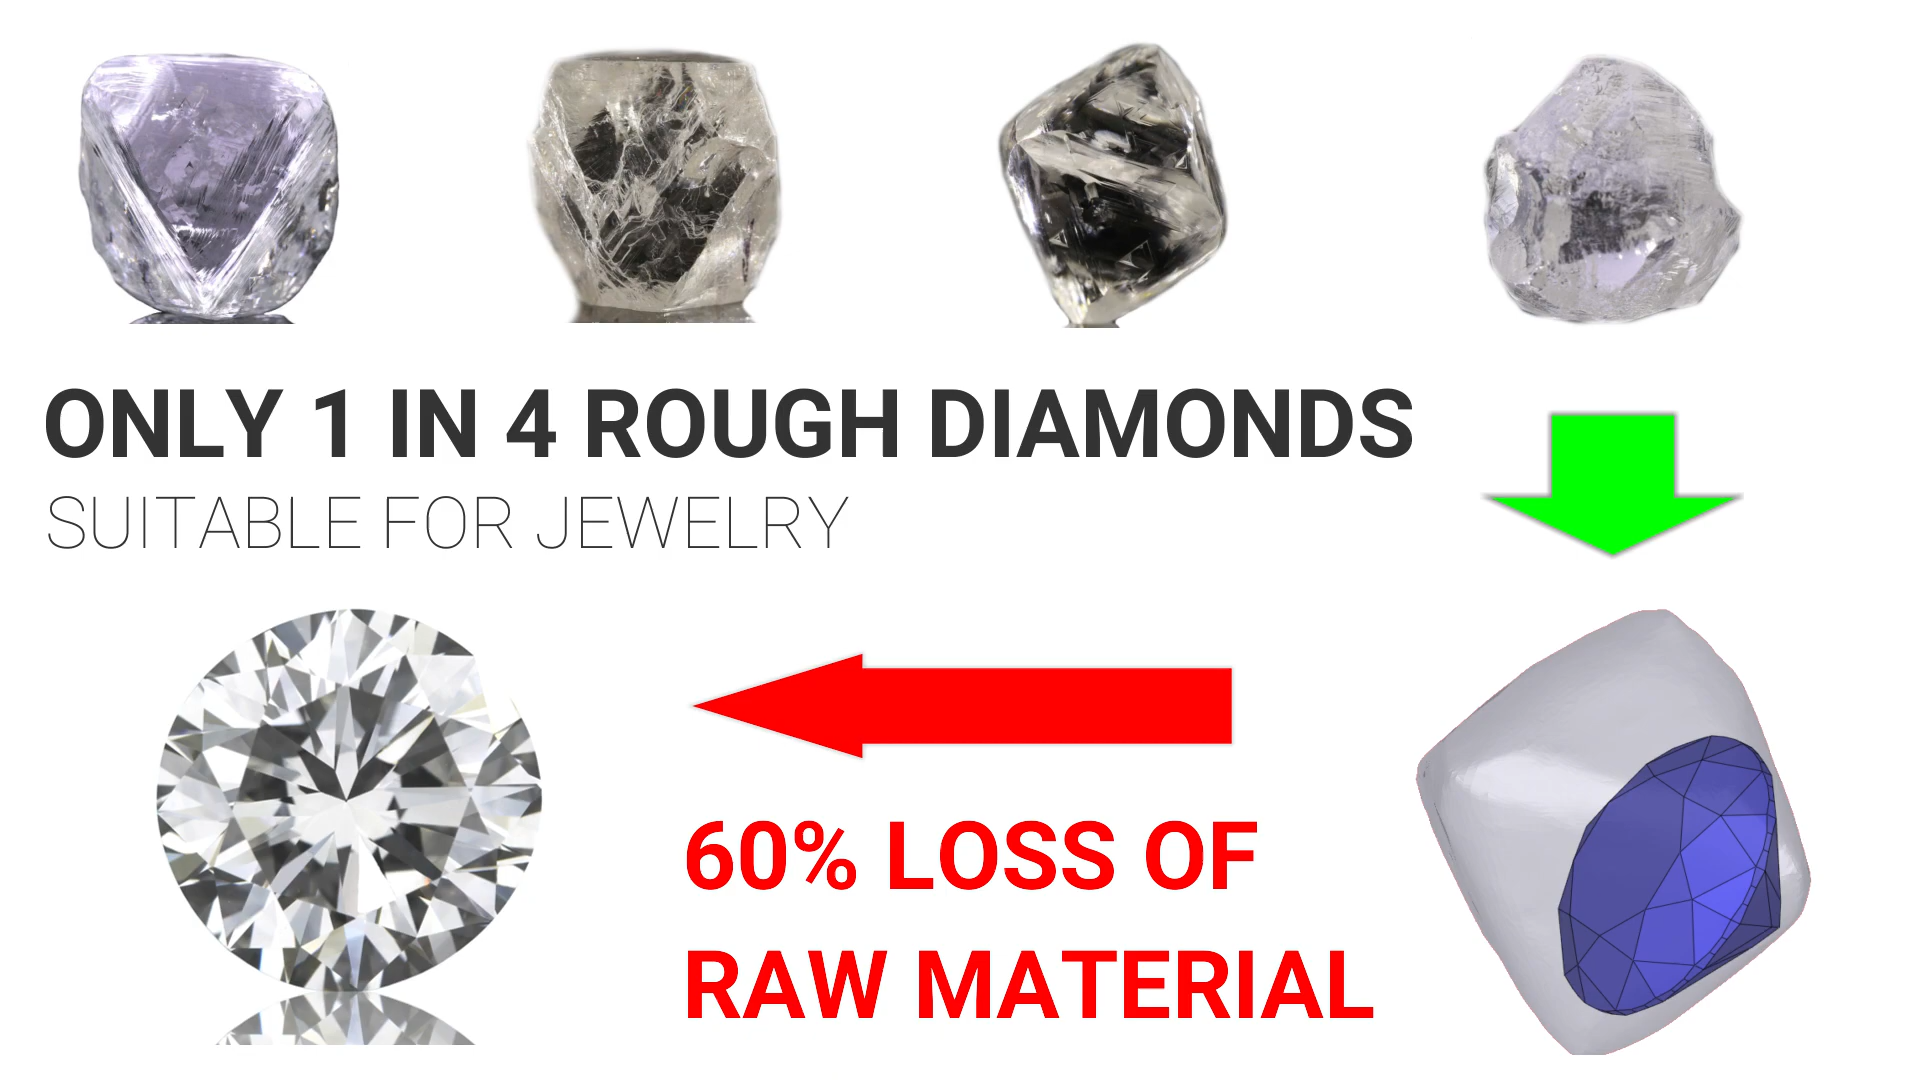 ONLY 1 IN 4 ROUGH DIAMONDS
SUITABLE FOR JEWELRY
60% LOSS OF
RAW MATERIAL